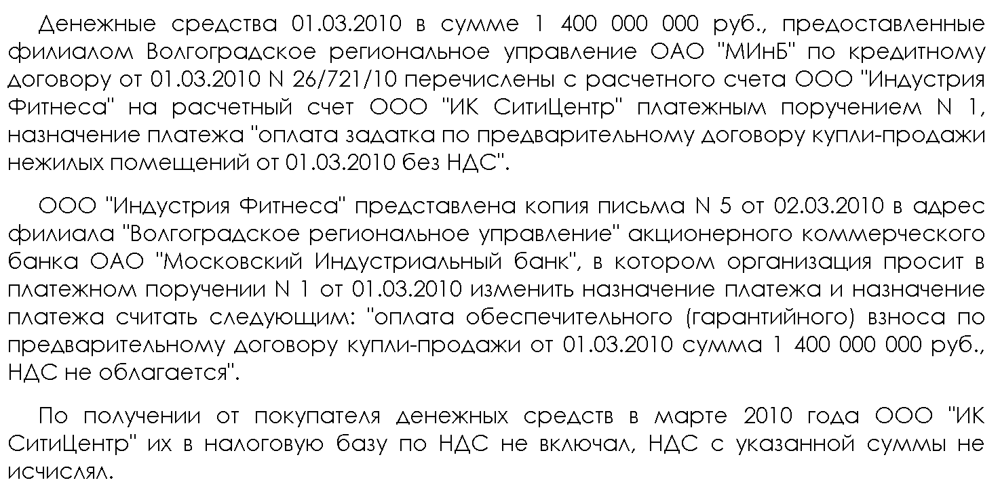 Денежные средства 01.03.2010 в сумме 1 400 000 000 руб., предоставленные
филиалом Волгоградское региональное управление ОАО "МИнБ" по кредитному
договору от 01.03.2010 N 26/721/10 перечислены с расчетного счета ООО "Индустрия
Фитнеса" на расчетный счет ООО "ИК СитиЦентр" платежным поручением N 1,
назначение платежа "оплата задатка по предварительному договору купли-продажи
нежилых помещений от 01.03.2010 без НДС".
ООО "Индустрия Фитнеса" представлена копия письма N 5 от 02.03.2010 в адрес
филиала "Волгоградское региональное управление" акционерного коммерческого
банка ОАО "Московский Индустриальный банк", в котором организация просит в
платежном поручении N 1 от 01.03.2010 изменить назначение платежа и назначение
платежа считать следующим: "оплата обеспечительного (гарантийного) взноса по
предварительному договору купли-продажи от 01.03.2010 сумма 1 400 000 000 руб.,
НДС не облагается".
По получении от покупателя денежных средств в марте 2010 года ООО "ИК
СитиЦентр" их в налоговую базу по НДС не включал, НДС с указанной суммы не
исчислял.